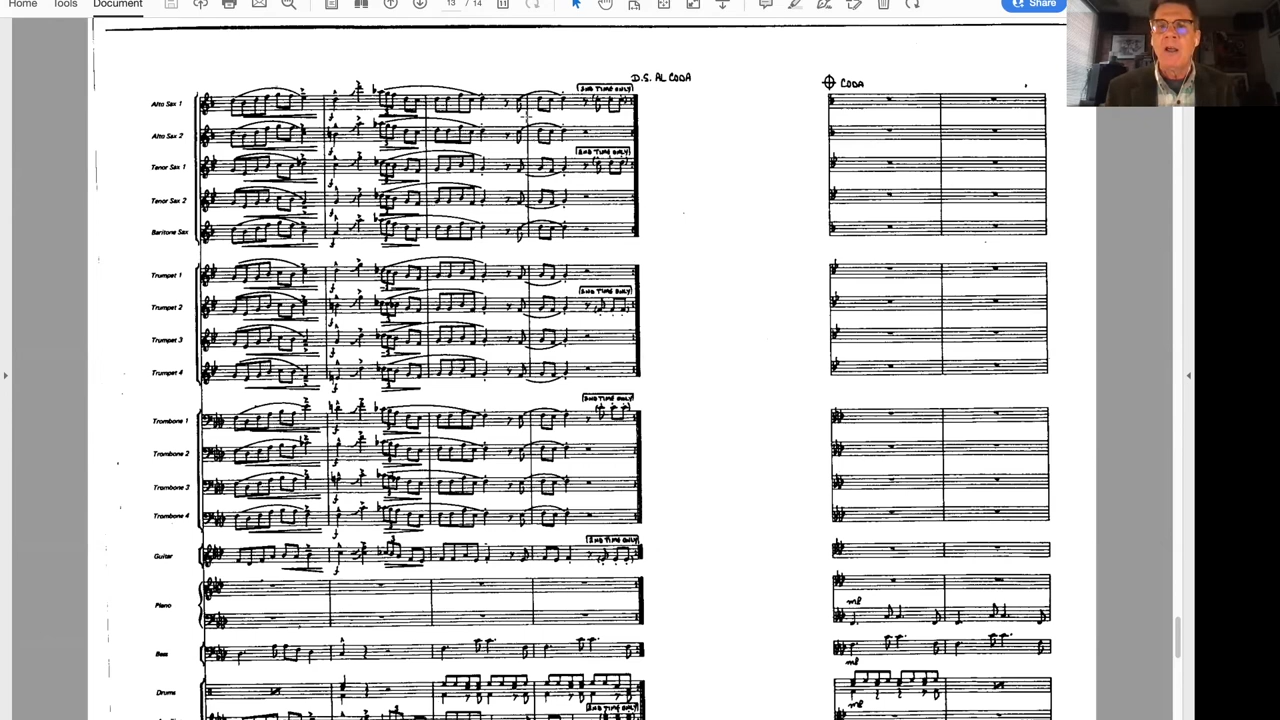 Home Tools Document 13 / 14 Share
D.S. AL CODA CODA
2ND TIME ONLY
Alto Sax 1
Alto Sax 2
2ND TIME ONLY
Tenor Sax 1
Tenor Sax 2
Baritone Sax
Trumpet 1
2ND TIME ONLY
Trumpet 2
Trumpet 3
Trumpet 4
2ND TIME ONLY
Trombone 1
Trombone 2
Trombone 3
Trombone 4
2ND TIME ONLY
Guitar
Piano
mf
Bass
mf
Drums
mf
2ND TIME ONLY